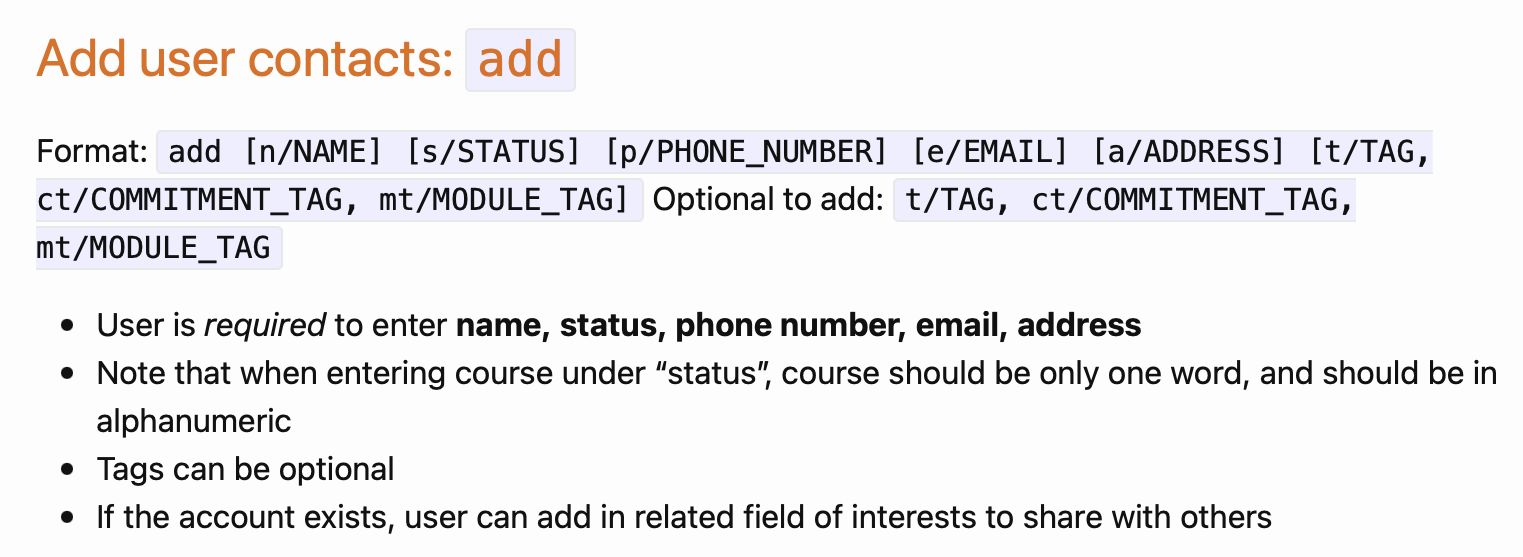 Add user contacts: add
Format: add [n/NAME] [s/STATUS] [p/PHONE_NUMBER] [e/EMAIL] [a/ADDRESS] [t/TAG,
ct/COMMITMENT_TAG, mt/MODULE_TAG] Optional to add: t/TAG, ct/COMMITMENT_TAG,
mt/MODULE_TAG
• User is required to enter name, status, phone number, email, address
• Note that when entering course under “status”, course should be only one word, and should be in
alphanumeric
• Tags can be optional
• If the account exists, user can add in related field of interests to share with others